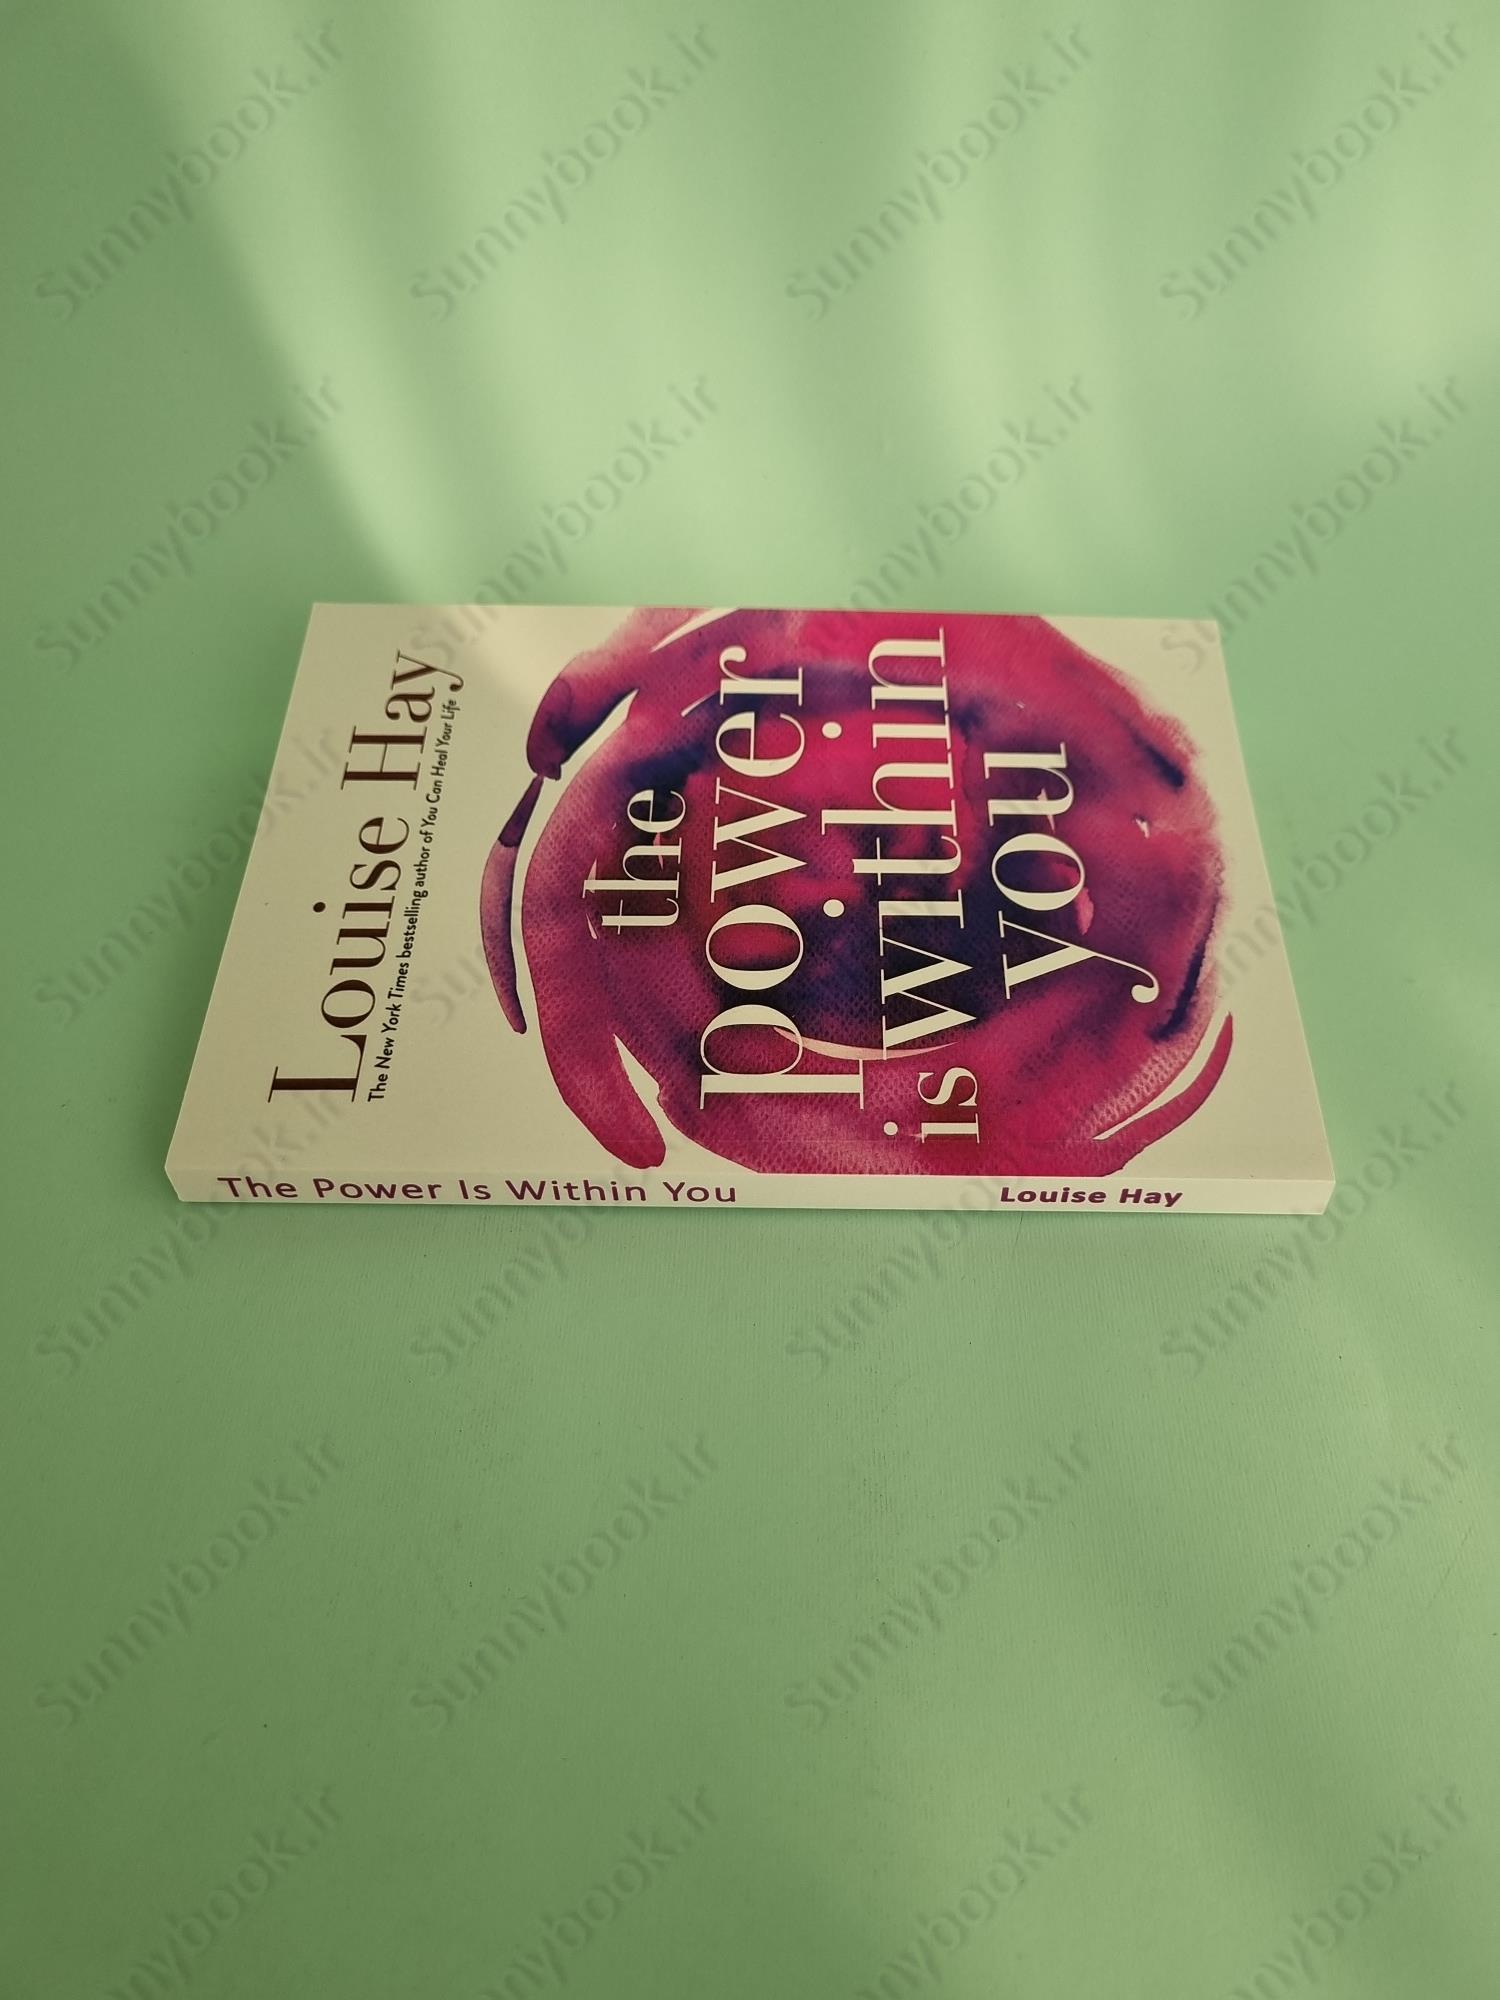 Louise Hay
The New York Times bestselling author of You Can Heal Your Life
the
power
is within
you
The Power Is Within You
Louise Hay
Sunnybook.ir